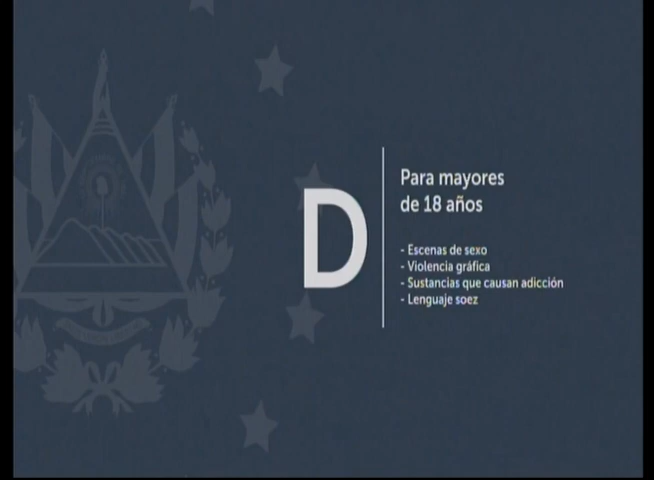 D
Para mayores
de 18 años
- Escenas de sexo
- Violencia gráfica
- Sustancias que causan adicción
- Lenguaje soez